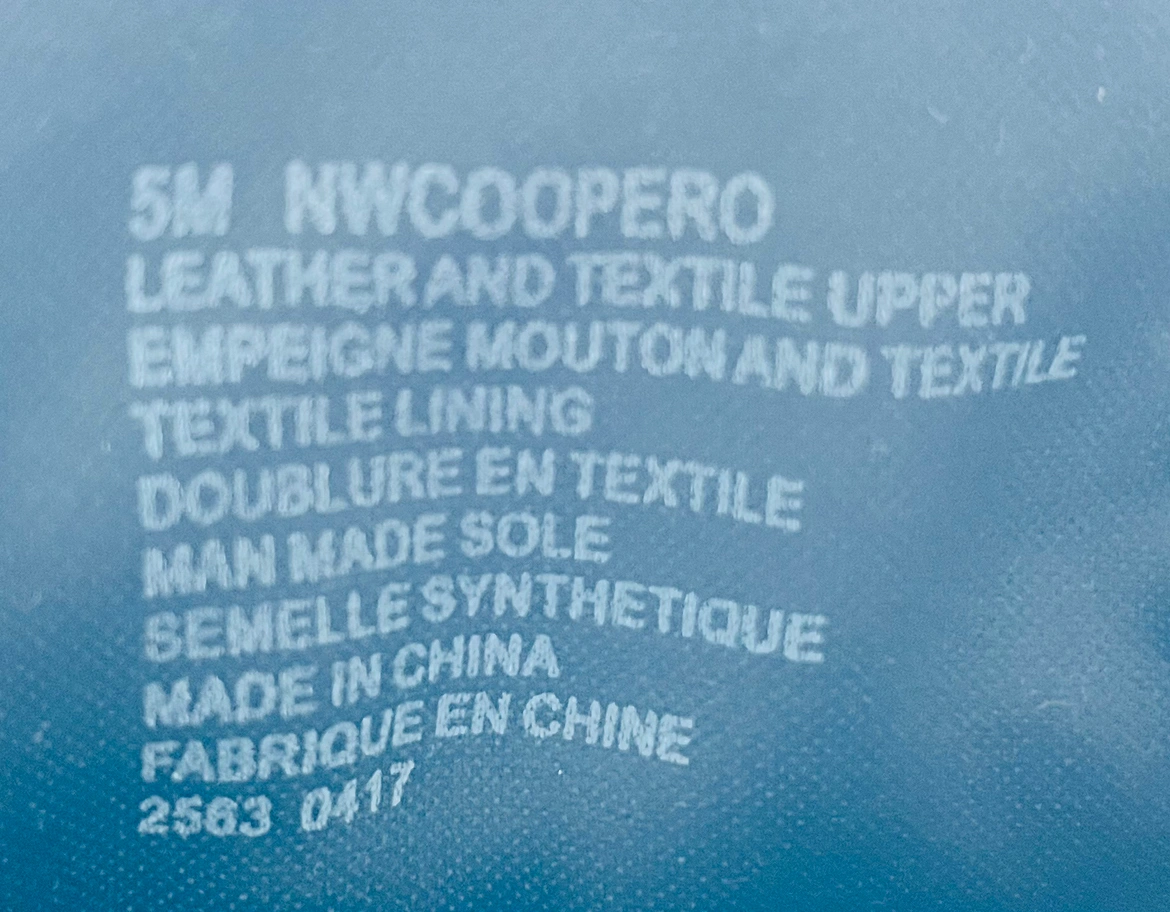 5M NWCOOPERO
LEATHER AND TEXTILE UPPER
EMPEIGNE MOUTON AND TEXTILE
TEXTILE LINING
DOUBLURE EN TEXTILE
MAN MADE SOLE
SEMELLE SYNTHETIQUE
MADE IN CHINA
FABRIQUE EN CHINE
2563 0417